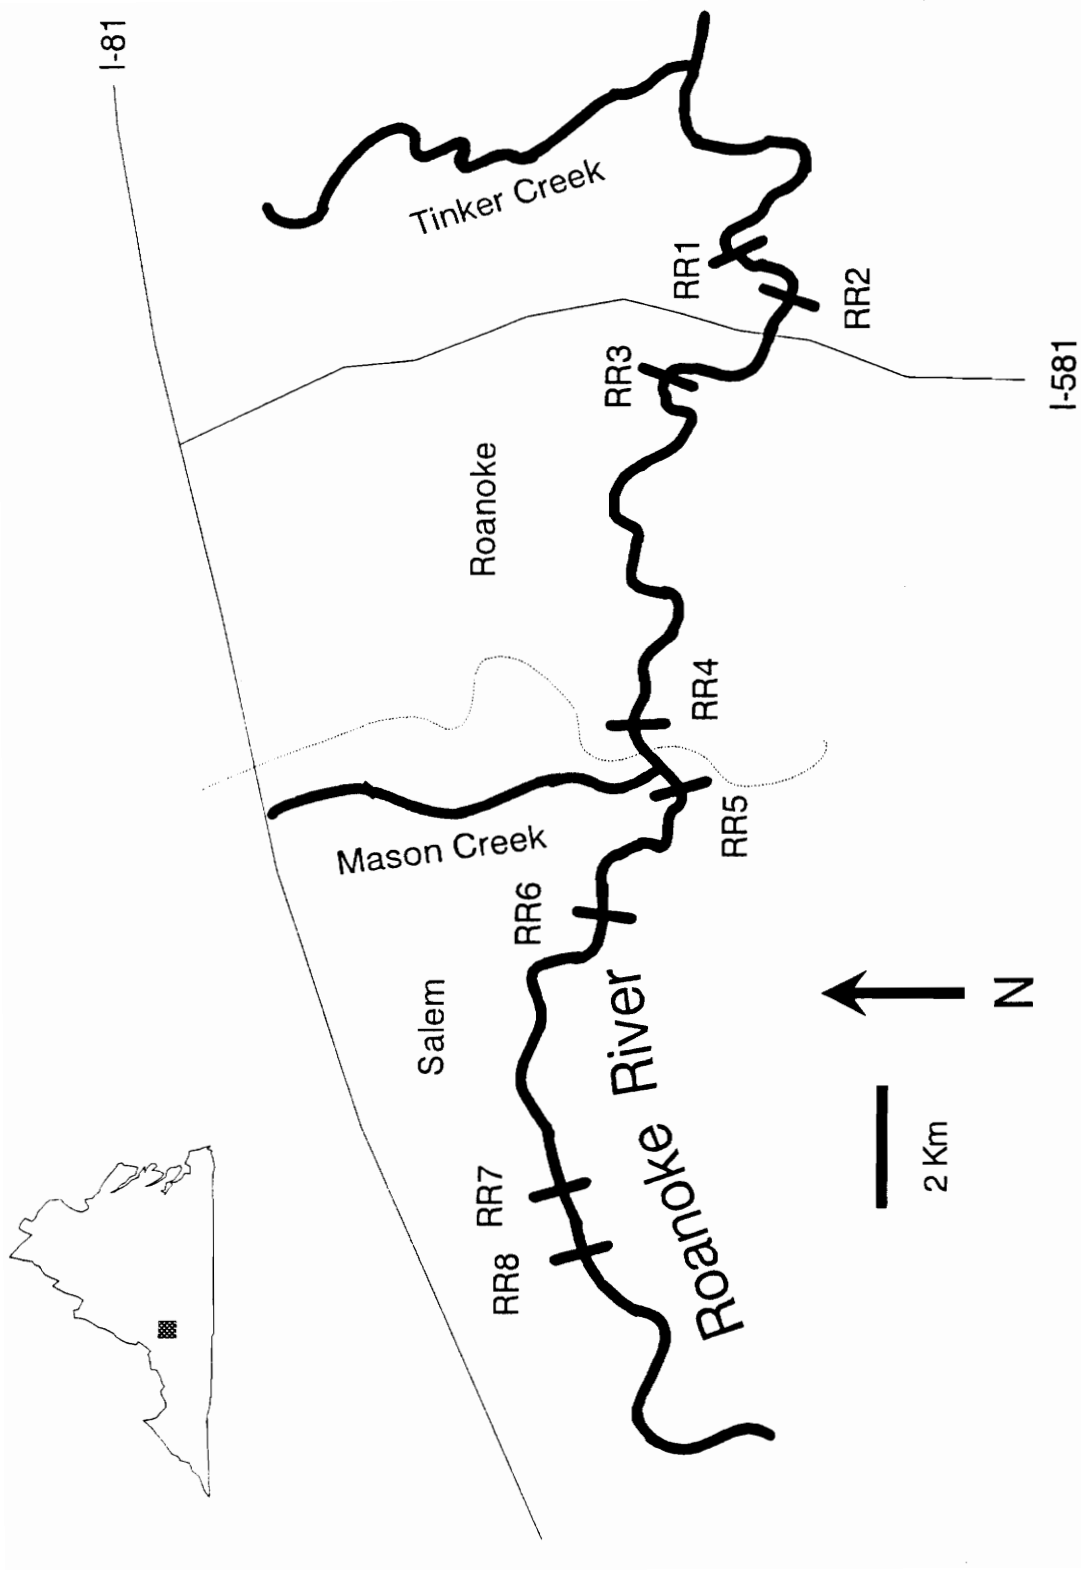 I-81
Tinker Creek
RR1
RR2
RR3
I-581
Roanoke
RR4
RR5
Mason Creek
RR6
Salem
Roanoke River
RR7
RR8
N
2 Km